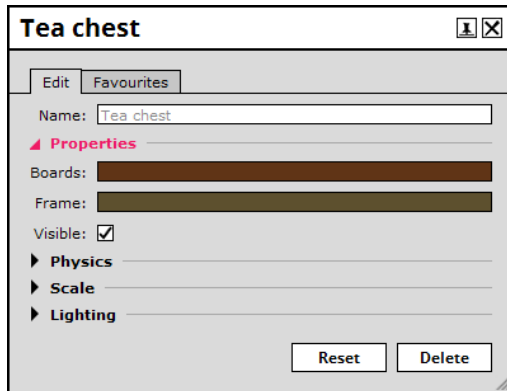 Tea chest
Edit Favourites
Name: Tea chest
Properties
Boards:
Frame:
Visible:
Physics
Scale
Lighting
Reset Delete